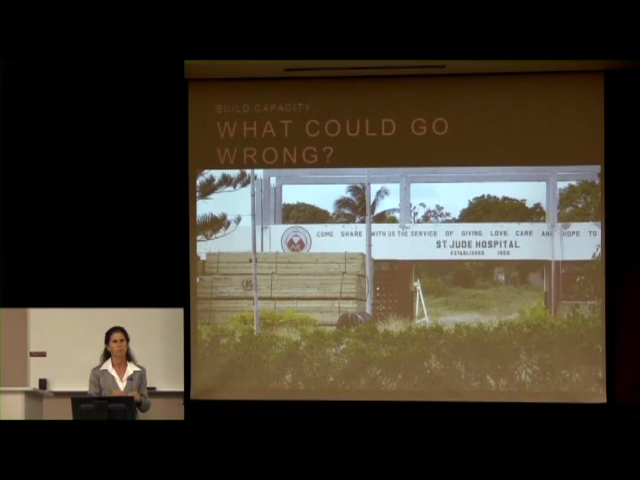 BUILD CAPACITY
WHAT COULD GO
WRONG?
COME SHARE WITH US THE SERVICE OF GIVING LOVE, CARE AND HOPE TO
ST. JUDE HOSPITAL